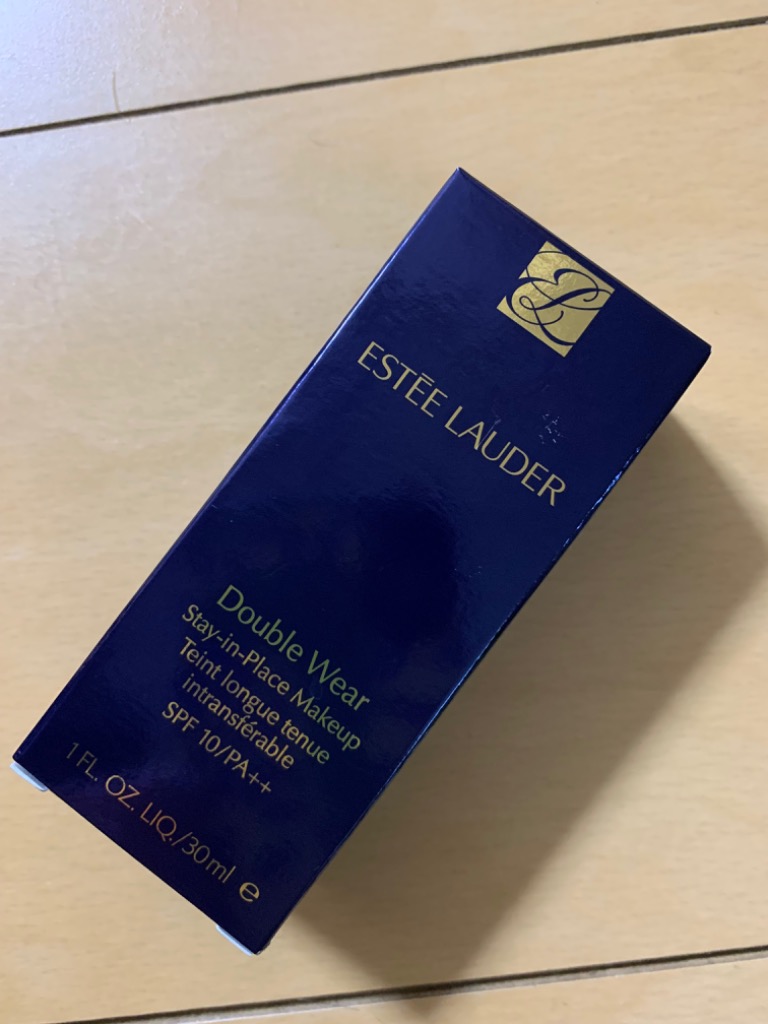 ESTĒE LAUDER
Double Wear
Stay-in-Place Makeup
Teint longue tenue
intransférable
SPF 10/PA++
1 FL. OZ. LIQ./30ml ℮